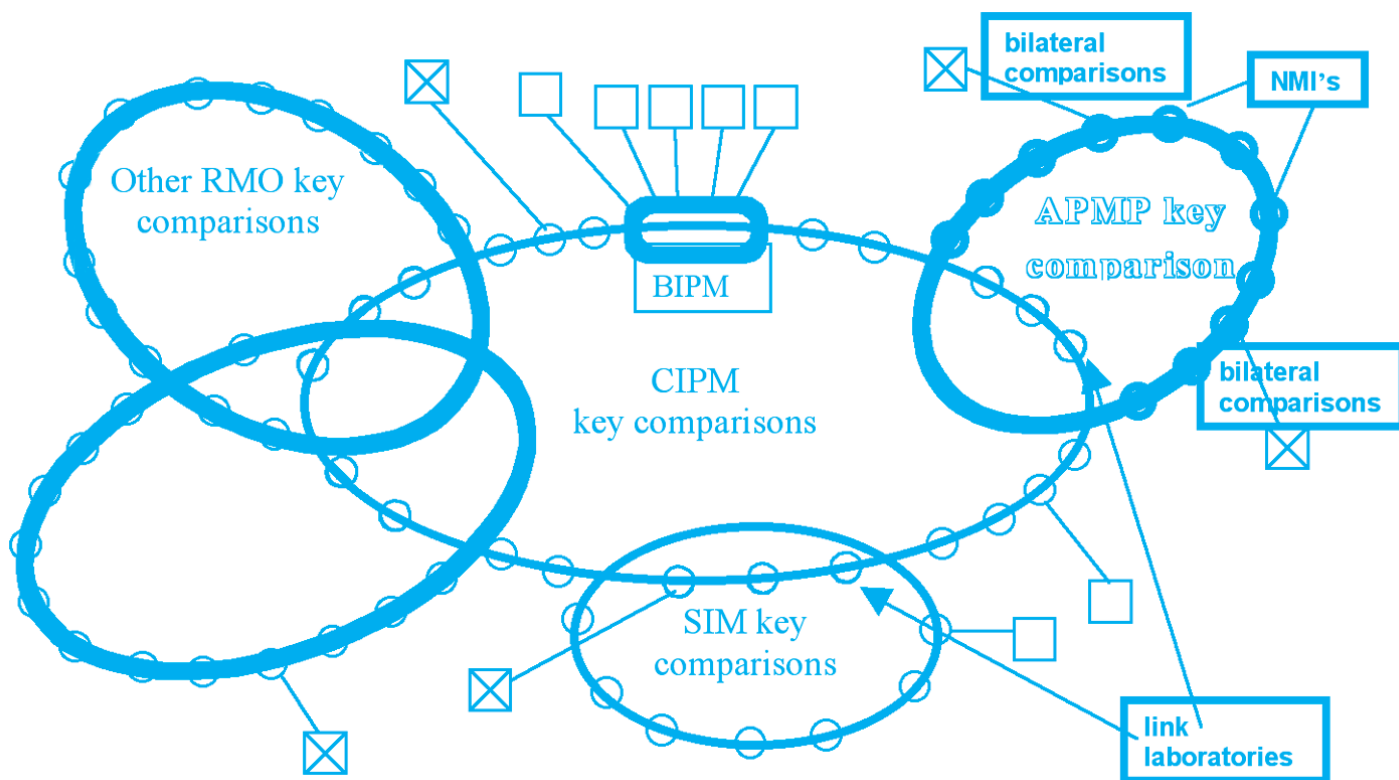 bilateral
comparisons
NMI's
Other RMO key
comparisons
APMP key
comparison
BIPM
CIPM
key comparisons
bilateral
comparisons
SIM key
comparisons
link
laboratories